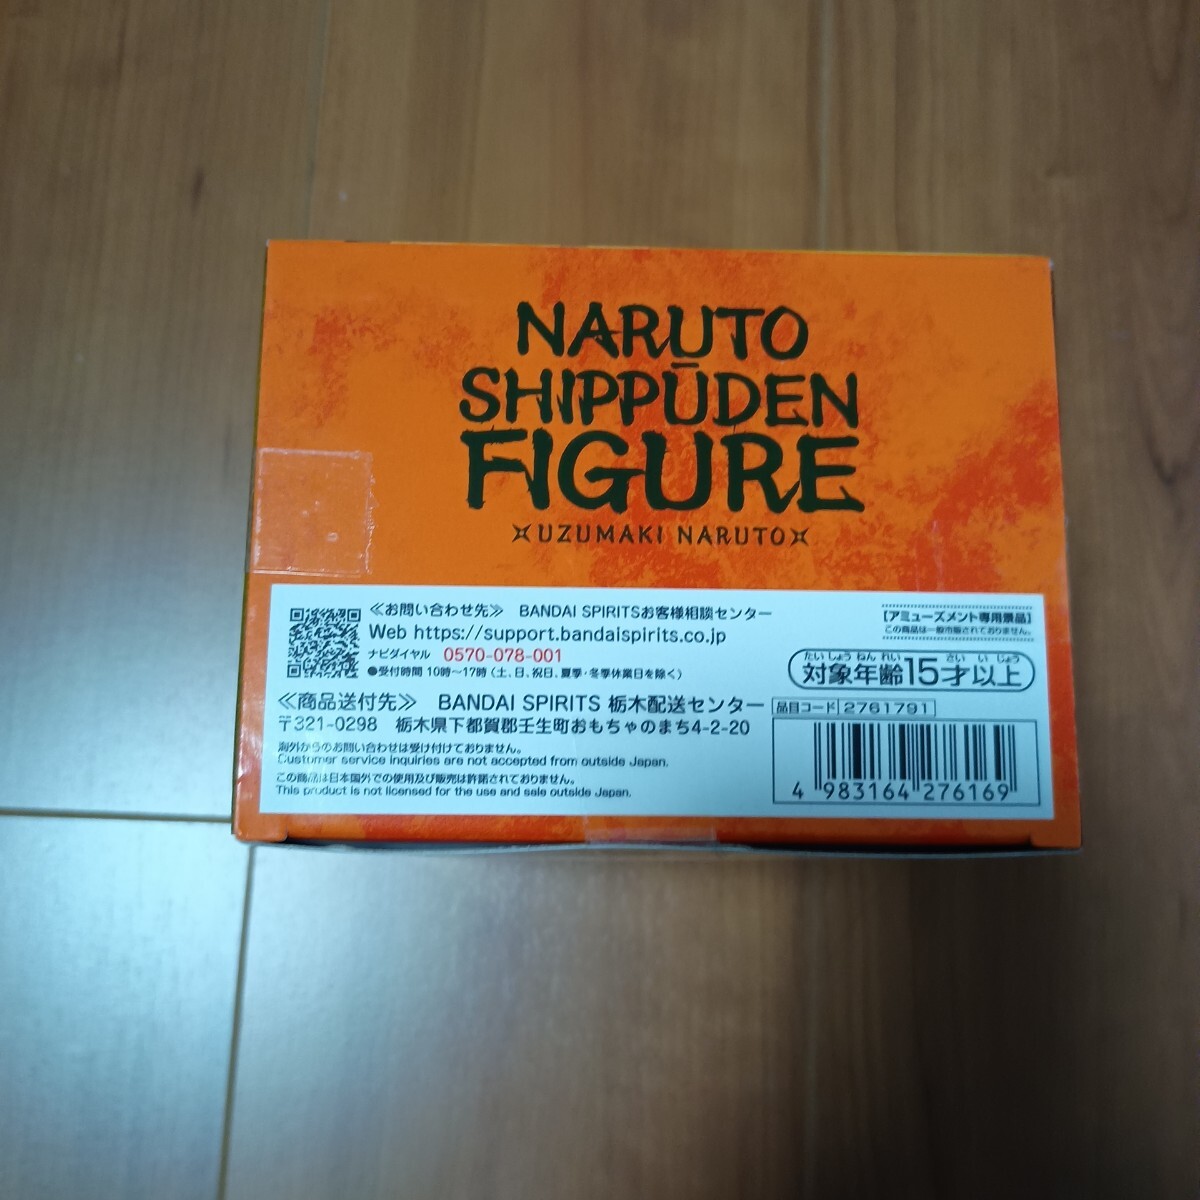 NARUTO
SHIPPŪDEN
FIGURE
UZUMAKI NARUTO
≪お問い合わせ先≫ BANDAI SPIRITSお客様相談センター
Web https://support.bandaispirits.co.jp
ナビダイヤル 0570-078-001
●受付時間 10時～17時(土、日、祝日、夏季・冬季休業日を除く)
【アミューズメント専用景品】
この商品は一般市販されておりません。
たいしょうねんれい さいいじょう
対象年齢15才以上
≪商品送付先≫ BANDAI SPIRITS 栃木配送センター
〒321-0298 栃木県下都賀郡壬生町おもちゃのまち4-2-20
海外からのお問い合わせは受け付けておりません。
Customer service inquiries are not accepted from outside Japan.
この商品は日本国外での使用及び販売は許諾されておりません。
This product is not licensed for the use and sale outside Japan.
品目コード 2761791
4 983164 276169